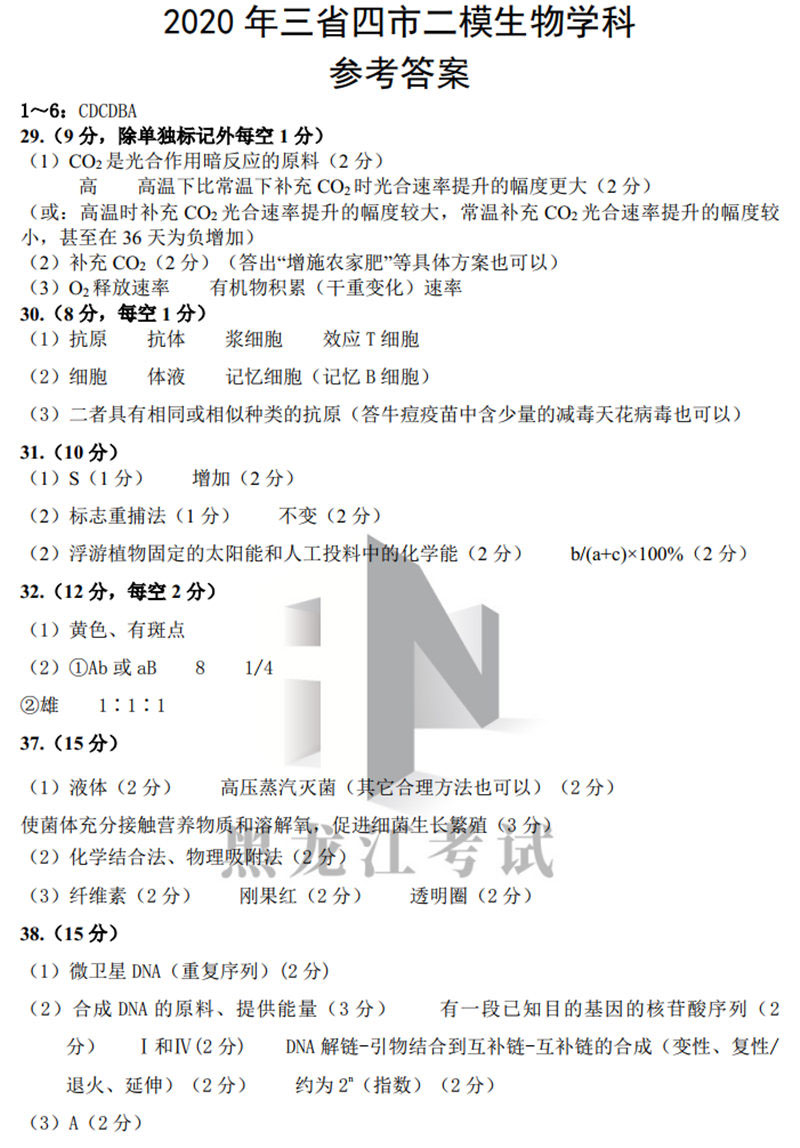 2020 年三省四市二模生物学科
参考答案
1～6：CDCDBA
29.（9 分，除单独标记外每空 1 分）
（1）CO₂是光合作用暗反应的原料（2 分）
高 高温下比常温下补充 CO₂时光合速率提升的幅度更大（2 分）
（或：高温时补充 CO₂光合速率提升的幅度较大，常温补充 CO₂光合速率提升的幅度较
小，甚至在 36 天为负增加）
（2）补充 CO₂（2 分）（答出“增施农家肥”等具体方案也可以）
（3）O₂释放速率 有机物积累（干重变化）速率
30.（8 分，每空 1 分）
（1）抗原 抗体 浆细胞 效应 T 细胞
（2）细胞 体液 记忆细胞（记忆 B 细胞）
（3）二者具有相同或相似种类的抗原（答牛痘疫苗中含少量的减毒天花病毒也可以）
31.（10 分）
（1）S（1 分） 增加（2 分）
（2）标志重捕法（1 分） 不变（2 分）
（2）浮游植物固定的太阳能和人工投料中的化学能（2 分） b/(a+c)×100%（2 分）
32.（12 分，每空 2 分）
（1）黄色、有斑点
（2）①Ab 或 aB 8 1/4
②雄 1∶1∶1
37.（15 分）
（1）液体（2 分） 高压蒸汽灭菌（其它合理方法也可以）（2 分）
使菌体充分接触营养物质和溶解氧，促进细菌生长繁殖（3 分）
（2）化学结合法、物理吸附法（2 分）
黑龙江考试
（3）纤维素（2 分） 刚果红（2 分） 透明圈（2 分）
38.（15 分）
（1）微卫星 DNA（重复序列）(2 分)
（2）合成 DNA 的原料、提供能量（3 分） 有一段已知目的基因的核苷酸序列（2
分） Ⅰ和Ⅳ(2 分) DNA 解链-引物结合到互补链-互补链的合成（变性、复性/
退火、延伸）（2 分） 约为 2ⁿ（指数）（2 分）
（3）A（2 分）